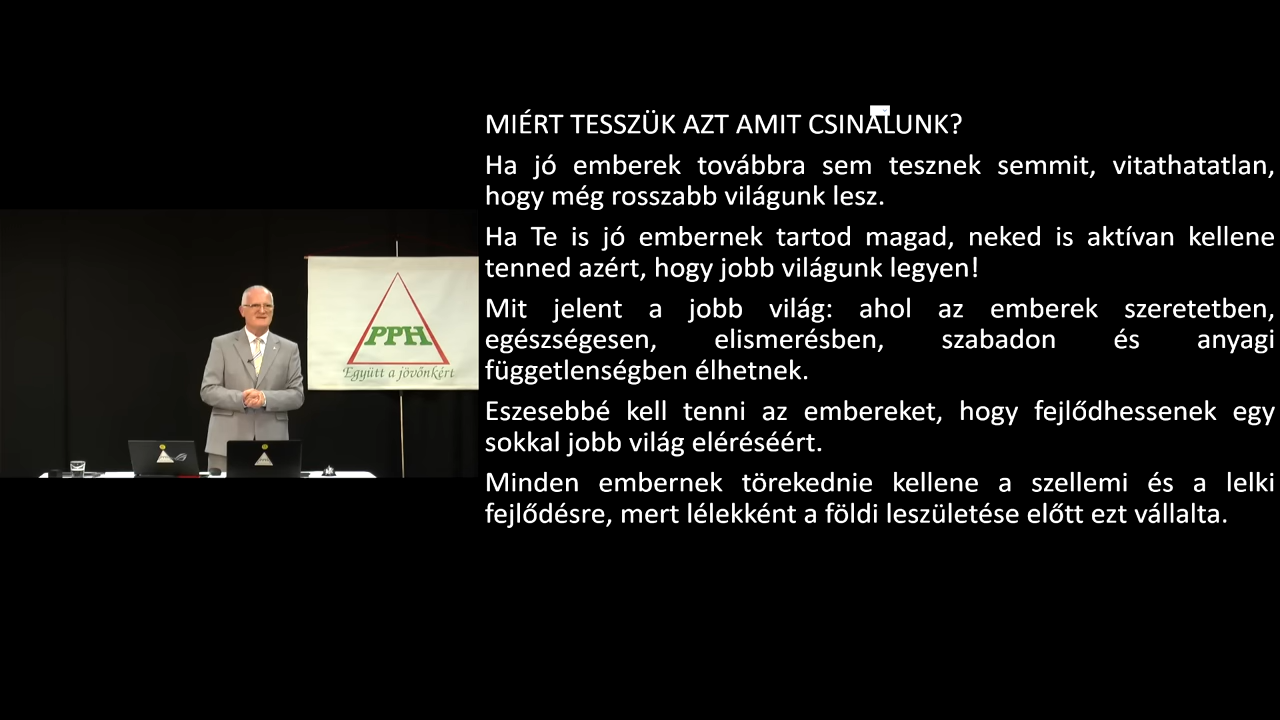 MIÉRT TESSZÜK AZT AMIT CSINÁLUNK?
Ha jó emberek továbbra sem tesznek semmit, vitathatatlan,
hogy még rosszabb világunk lesz.
Ha Te is jó embernek tartod magad, neked is aktívan kellene
tenned azért, hogy jobb világunk legyen!
Mit jelent a jobb világ: ahol az emberek szeretetben,
egészségesen, elismerésben, szabadon és anyagi
függetlenségben élhetnek.
Eszesebbé kell tenni az embereket, hogy fejlődhessenek egy
sokkal jobb világ eléréséért.
Minden embernek törekednie kellene a szellemi és a lelki
fejlődésre, mert lélekként a földi leszületése előtt ezt vállalta.
PPH
Együtt a jövőnkért